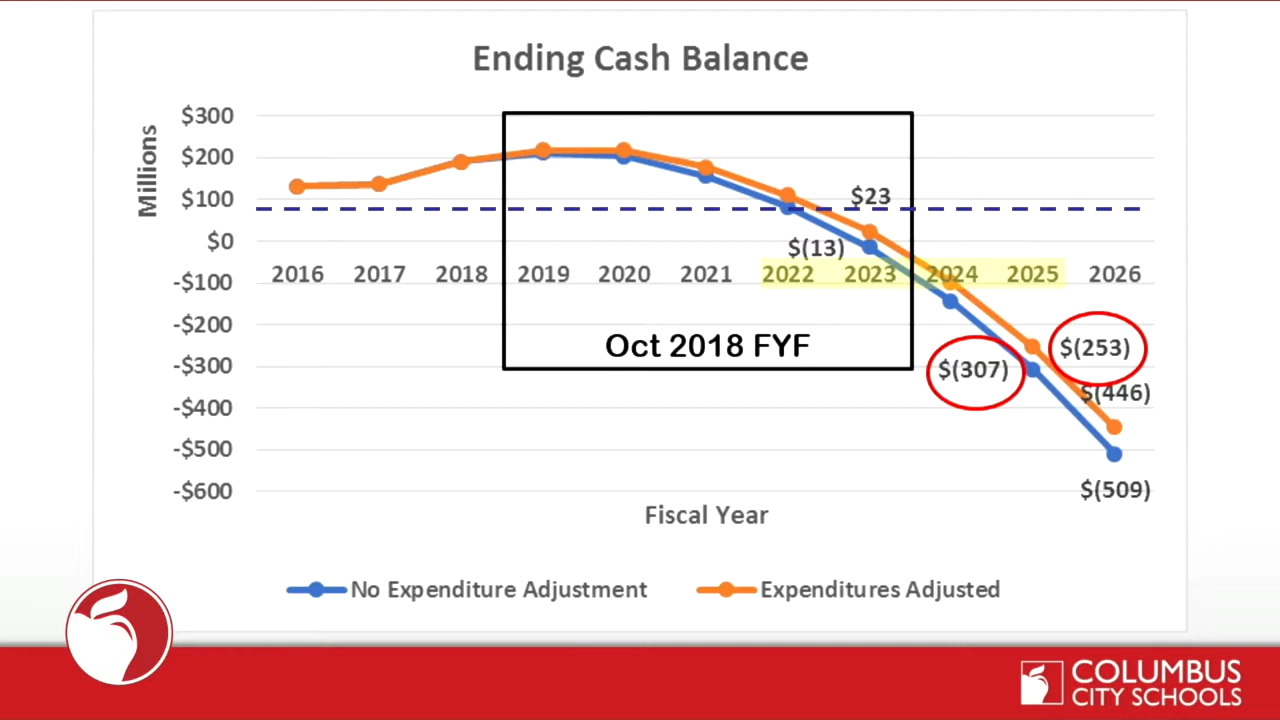 Ending Cash Balance
Millions
$300
$200
$100
$0
-$100
-$200
-$300
-$400
-$500
-$600
$23
$(13)
2016 2017 2018 2019 2020 2021 2022 2023 2024 2025 2026
Oct 2018 FYF
$(307)
$(253)
$(446)
$(509)
Fiscal Year
No Expenditure Adjustment
Expenditures Adjusted
COLUMBUS
CITY SCHOOLS